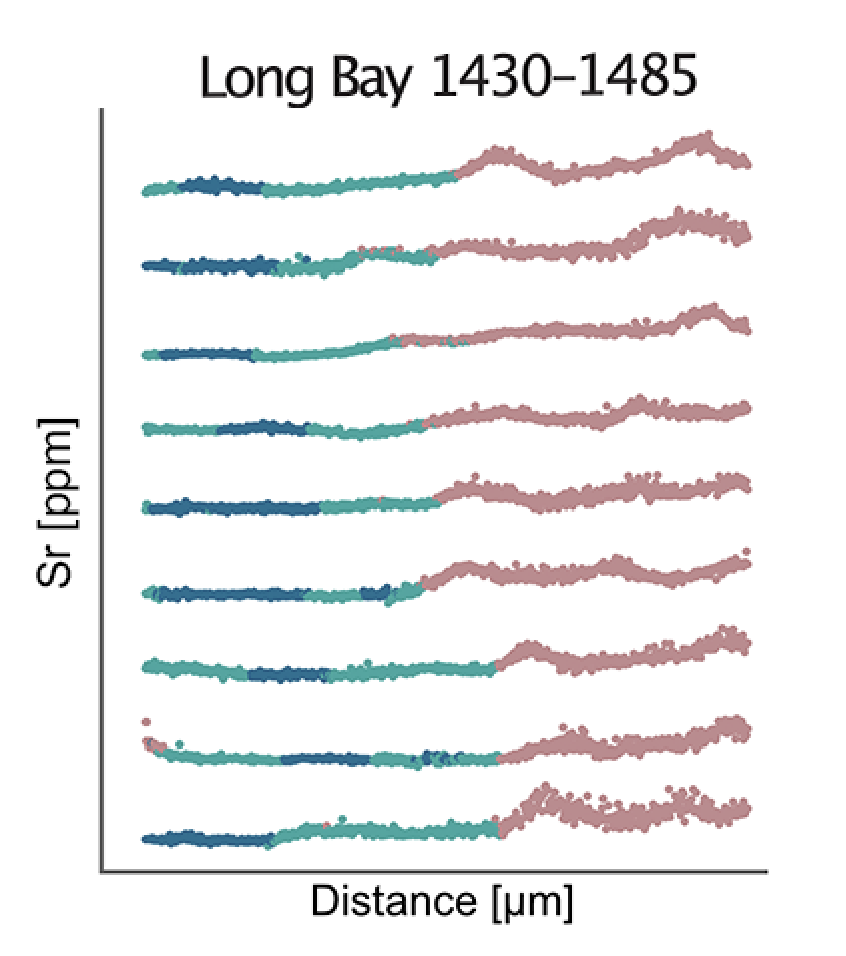 Long Bay 1430–1485
Sr [ppm]
Distance [µm]